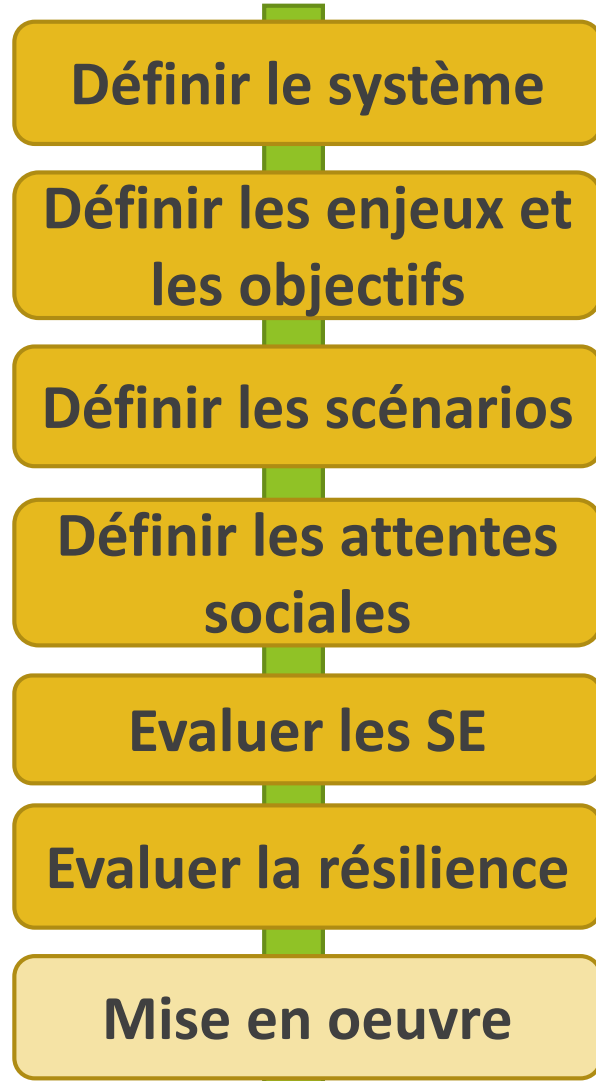 Définir le système
Définir les enjeux et
les objectifs
Définir les scénarios
Définir les attentes
sociales
Evaluer les SE
Evaluer la résilience
Mise en oeuvre